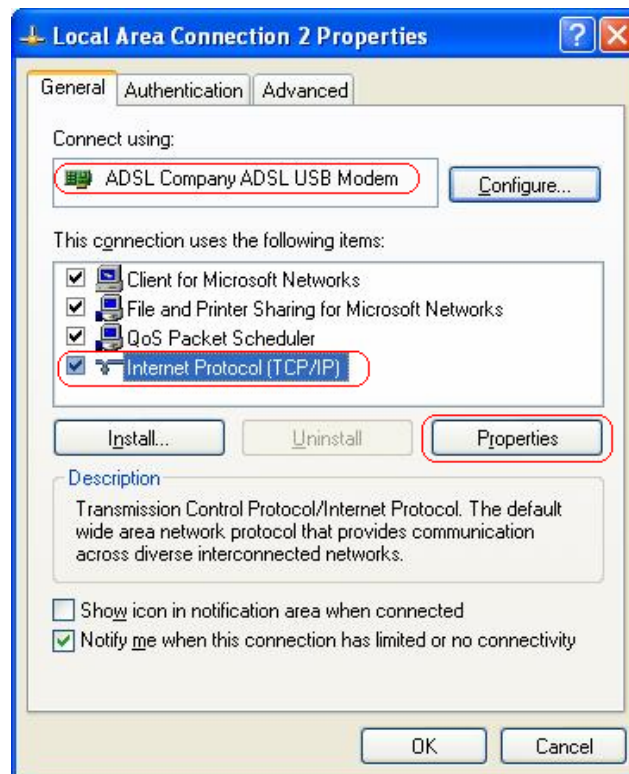 Local Area Connection 2 Properties
General Authentication Advanced
Connect using:
ADSL Company ADSL USB Modem
Configure...
This connection uses the following items:
Client for Microsoft Networks
File and Printer Sharing for Microsoft Networks
QoS Packet Scheduler
Internet Protocol (TCP/IP)
Install... Uninstall Properties
Description
Transmission Control Protocol/Internet Protocol. The default
wide area network protocol that provides communication
across diverse interconnected networks.
Show icon in notification area when connected
Notify me when this connection has limited or no connectivity
OK Cancel